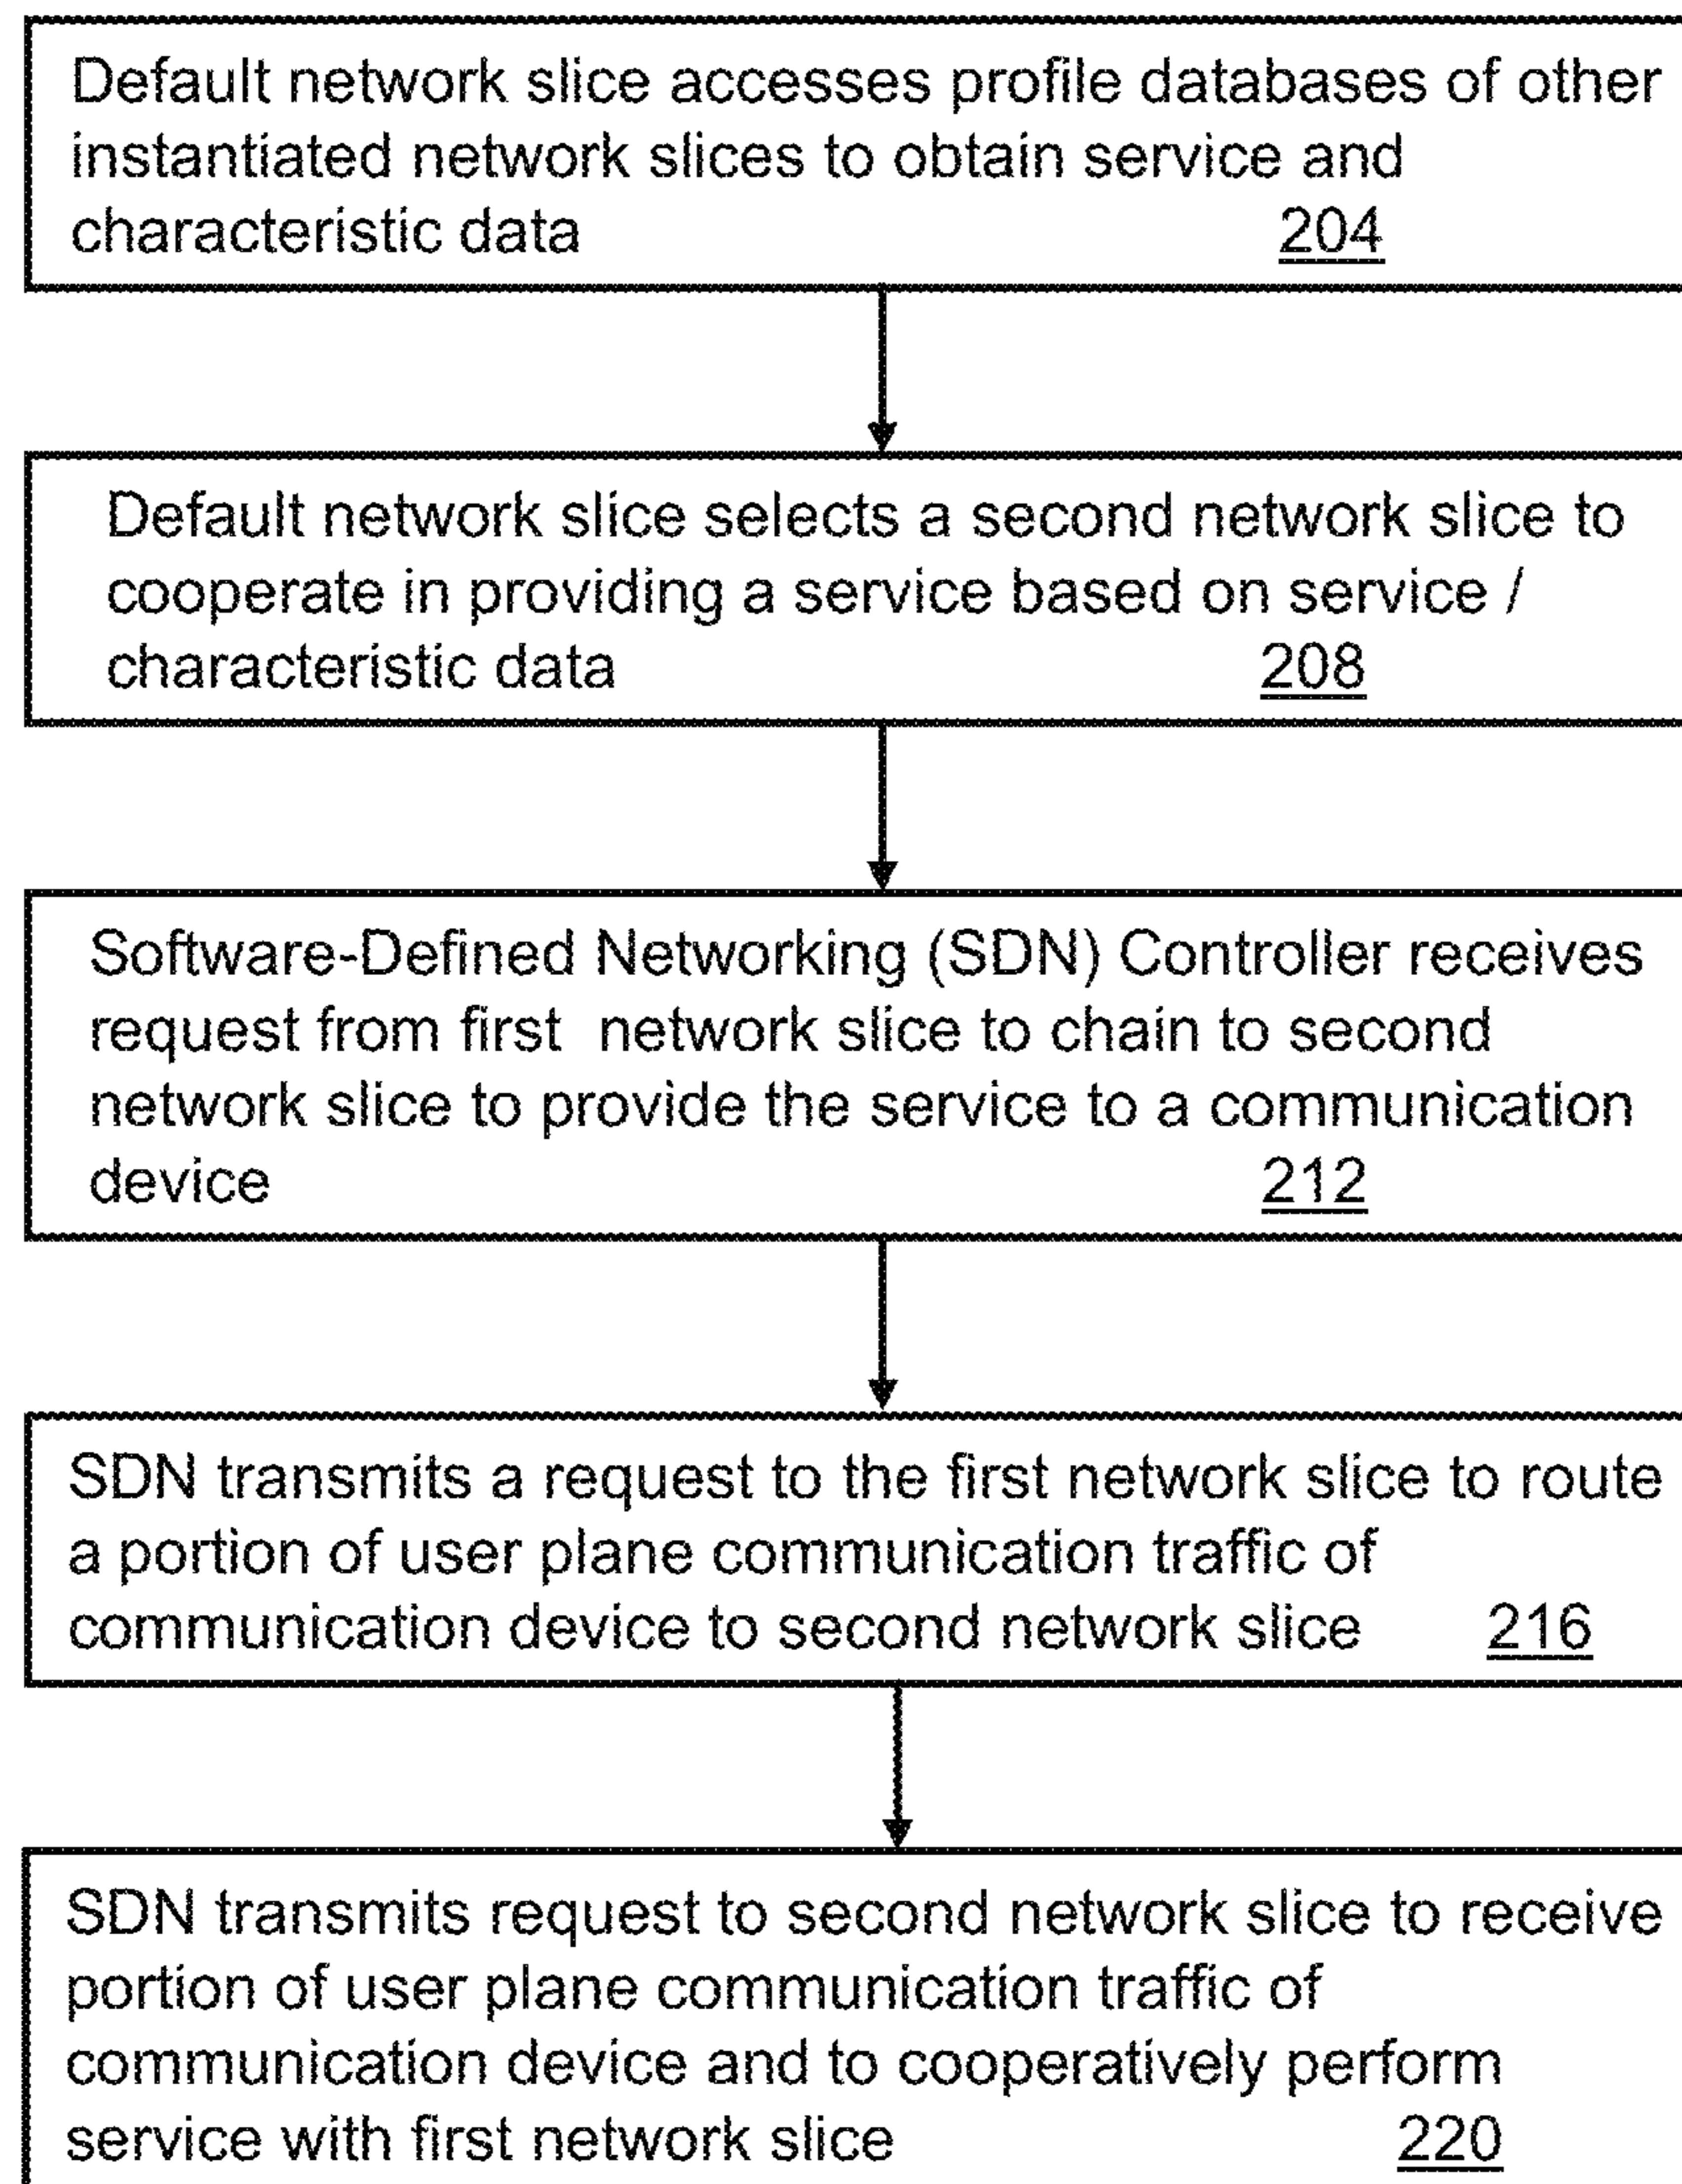 Default network slice accesses profile databases of other
instantiated network slices to obtain service and
characteristic data 204
Default network slice selects a second network slice to
cooperate in providing a service based on service /
characteristic data 208
Software-Defined Networking (SDN) Controller receives
request from first network slice to chain to second
network slice to provide the service to a communication
device 212
SDN transmits a request to the first network slice to route
a portion of user plane communication traffic of
communication device to second network slice 216
SDN transmits request to second network slice to receive
portion of user plane communication traffic of
communication device and to cooperatively perform
service with first network slice 220